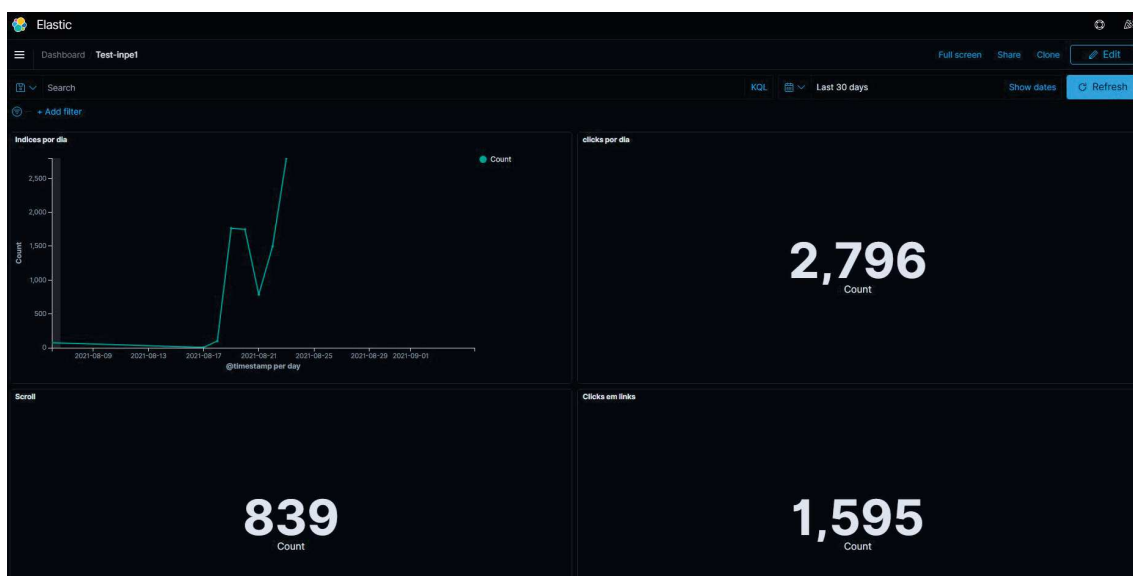 Elastic
Dashboard Test-inpe1 Full screen Share Clone Edit
Search KQL Last 30 days Show dates Refresh
+ Add filter
Indices por dia
Count
2,500
2,000
1,500
1,000
500
0
Count
2021-08-09 2021-08-13 2021-08-17 2021-08-21 2021-08-25 2021-08-29 2021-09-01
@timestamp per day
clicks por dia
2,796
Count
Scroll
839
Count
Clicks em links
1,595
Count